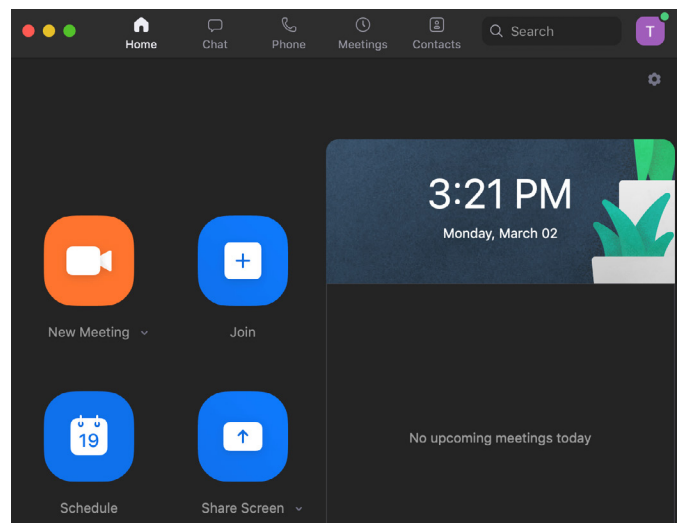 Home
Chat
Phone
Meetings
Contacts
Search
T
3:21 PM
Monday, March 02
New Meeting
Join
19
Schedule
Share Screen
No upcoming meetings today